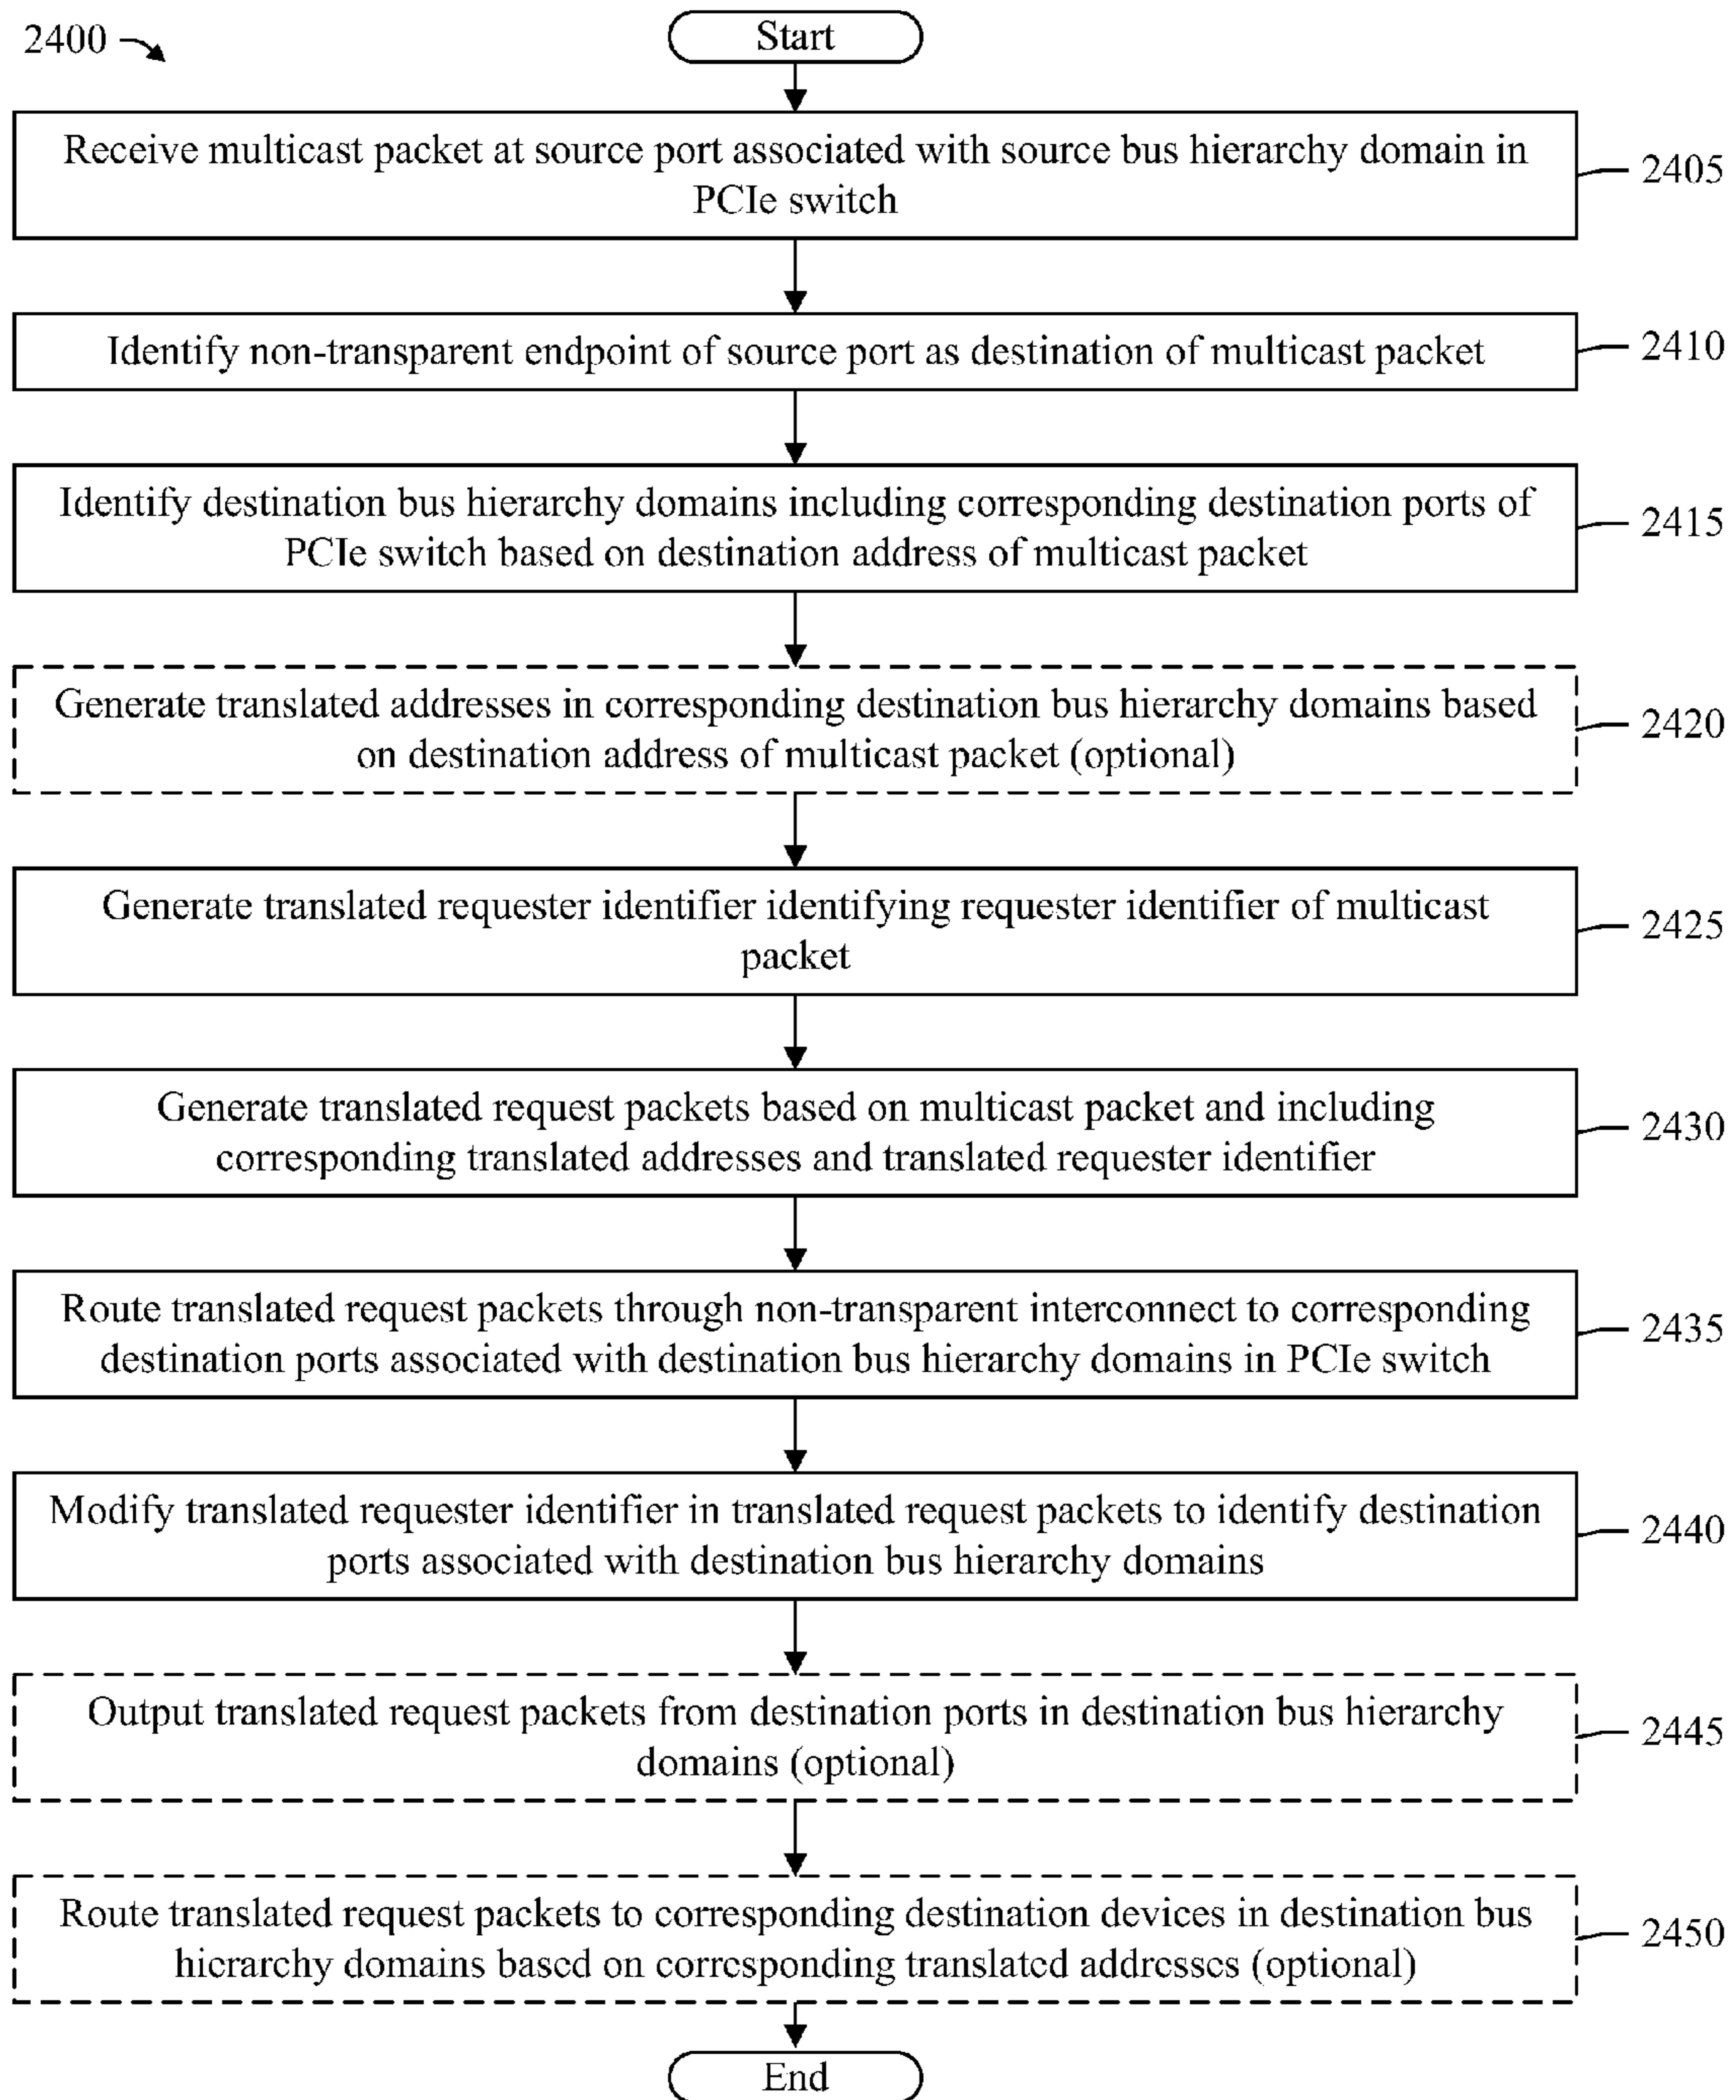 2400
Start
Receive multicast packet at source port associated with source bus hierarchy domain in
PCIe switch
2405
Identify non-transparent endpoint of source port as destination of multicast packet
2410
Identify destination bus hierarchy domains including corresponding destination ports of
PCIe switch based on destination address of multicast packet
2415
Generate translated addresses in corresponding destination bus hierarchy domains based
on destination address of multicast packet (optional)
2420
Generate translated requester identifier identifying requester identifier of multicast
packet
2425
Generate translated request packets based on multicast packet and including
corresponding translated addresses and translated requester identifier
2430
Route translated request packets through non-transparent interconnect to corresponding
destination ports associated with destination bus hierarchy domains in PCIe switch
2435
Modify translated requester identifier in translated request packets to identify destination
ports associated with destination bus hierarchy domains
2440
Output translated request packets from destination ports in destination bus hierarchy
domains (optional)
2445
Route translated request packets to corresponding destination devices in destination bus
hierarchy domains based on corresponding translated addresses (optional)
2450
End